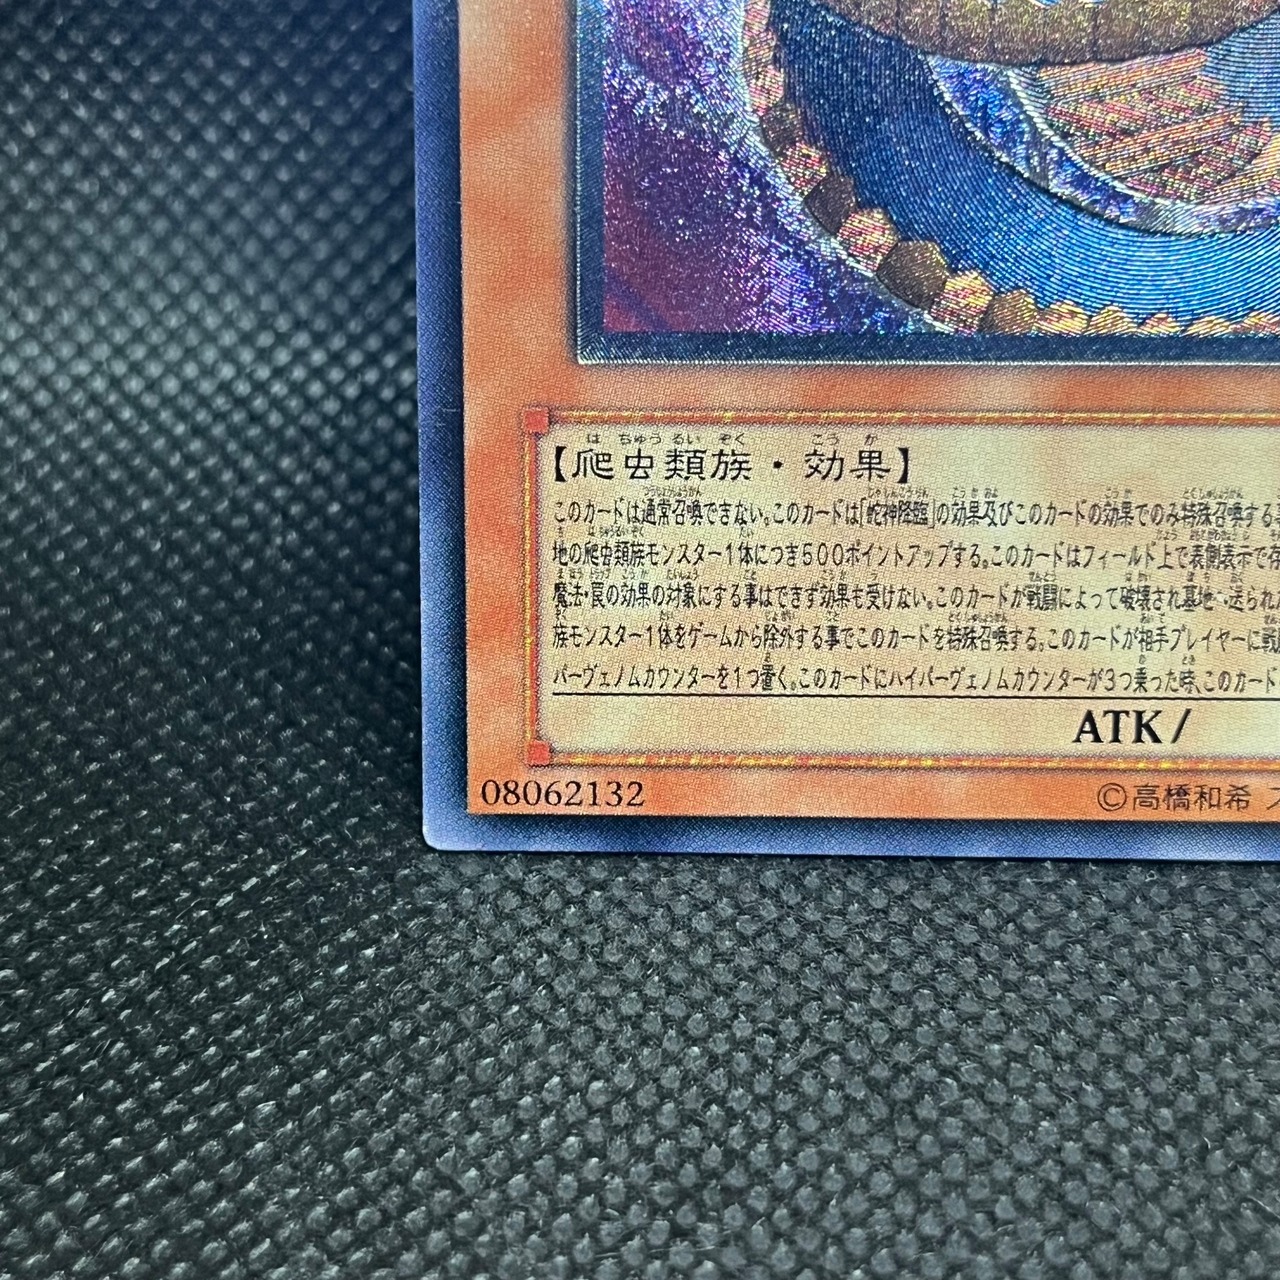 【爬虫類族・効果】
このカードは通常召喚できない。このカードは「蛇神降臨」の効果及びこのカードの効果でのみ特殊召喚する
地の爬虫類族モンスター1体につき500ポイントアップする。このカードはフィールド上で表側表示で存
魔法・罠の効果の対象にする事はできず効果も受けない。このカードが戦闘によって破壊され墓地へ送られ
族モンスター1体をゲームから除外する事でこのカードを特殊召喚する。このカードが相手プレイヤーに戦
パーヴェノムカウンターを1つ置く。このカードにハイパーヴェノムカウンターが3つ乗った時、このカード
ATK/
08062132
©高橋和希 ス